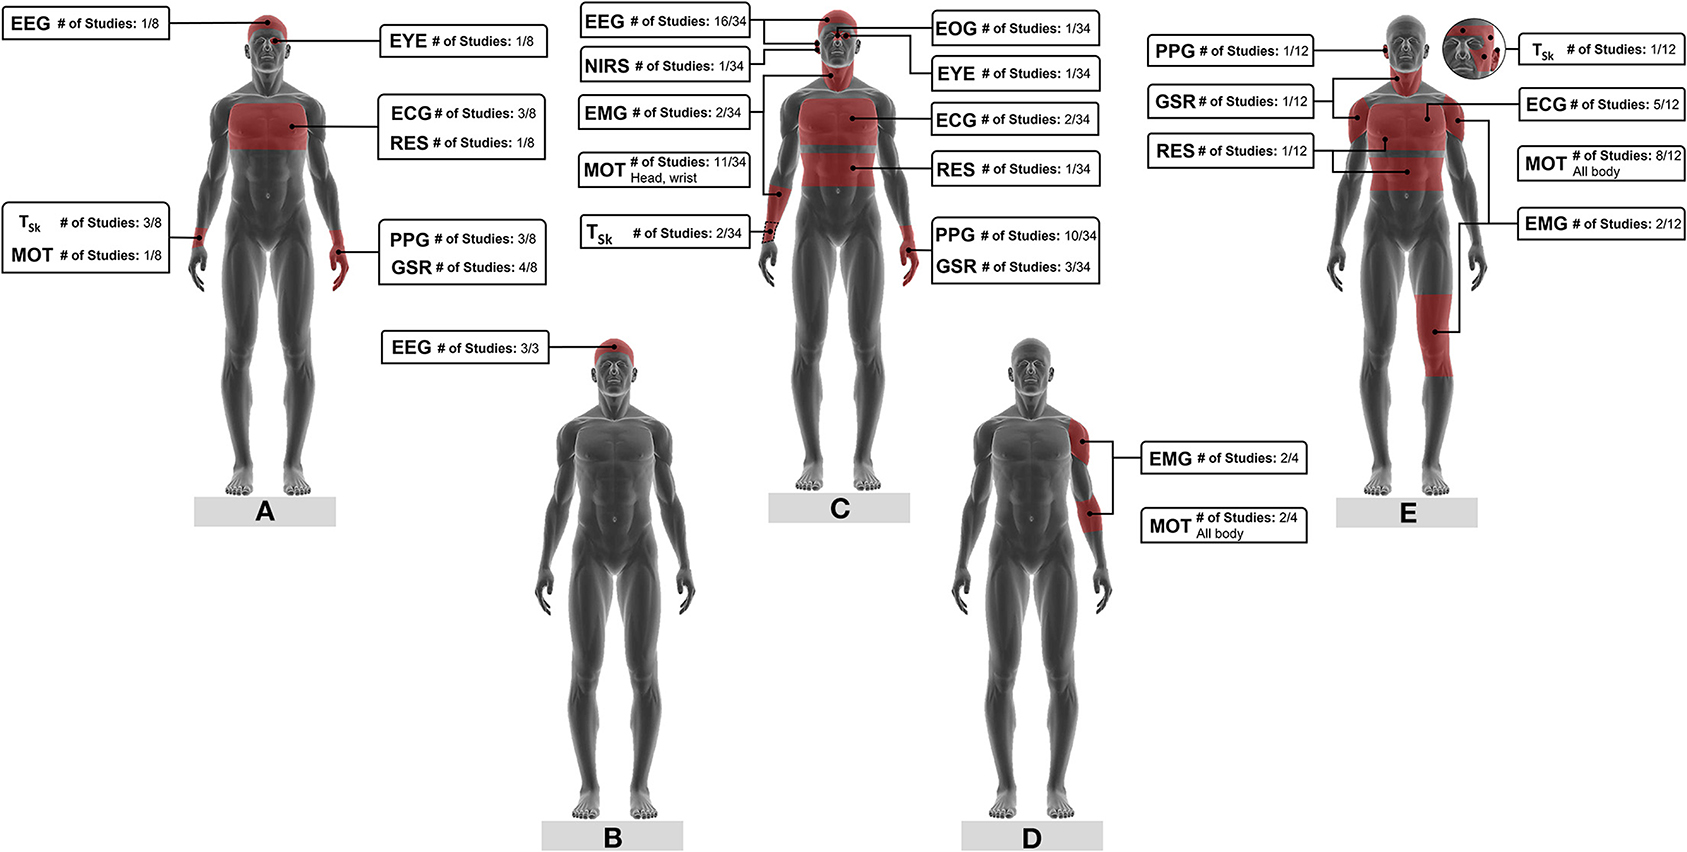 EEG # of Studies: 1/8
EYE # of Studies: 1/8
ECG # of Studies: 3/8
RES # of Studies: 1/8
TSk # of Studies: 3/8
MOT # of Studies: 1/8
PPG # of Studies: 3/8
GSR # of Studies: 4/8
A
EEG # of Studies: 3/3
B
EEG # of Studies: 16/34
NIRS # of Studies: 1/34
EMG # of Studies: 2/34
MOT # of Studies: 11/34
Head, wrist
TSk # of Studies: 2/34
EOG # of Studies: 1/34
EYE # of Studies: 1/34
ECG # of Studies: 2/34
RES # of Studies: 1/34
PPG # of Studies: 10/34
GSR # of Studies: 3/34
C
EMG # of Studies: 2/4
MOT # of Studies: 2/4
All body
D
PPG # of Studies: 1/12
GSR # of Studies: 1/12
RES # of Studies: 1/12
TSk # of Studies: 1/12
ECG # of Studies: 5/12
MOT # of Studies: 8/12
All body
EMG # of Studies: 2/12
E